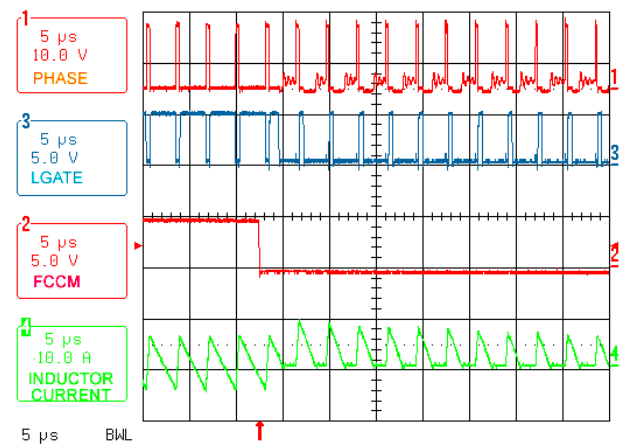 1
5 µs
10.0 V
PHASE
1
3
5 µs
5.0 V
LGATE
3
2
5 µs
5.0 V
FCCM
2
4
5 µs
10.0 A
INDUCTOR
CURRENT
4
5 µs BWL